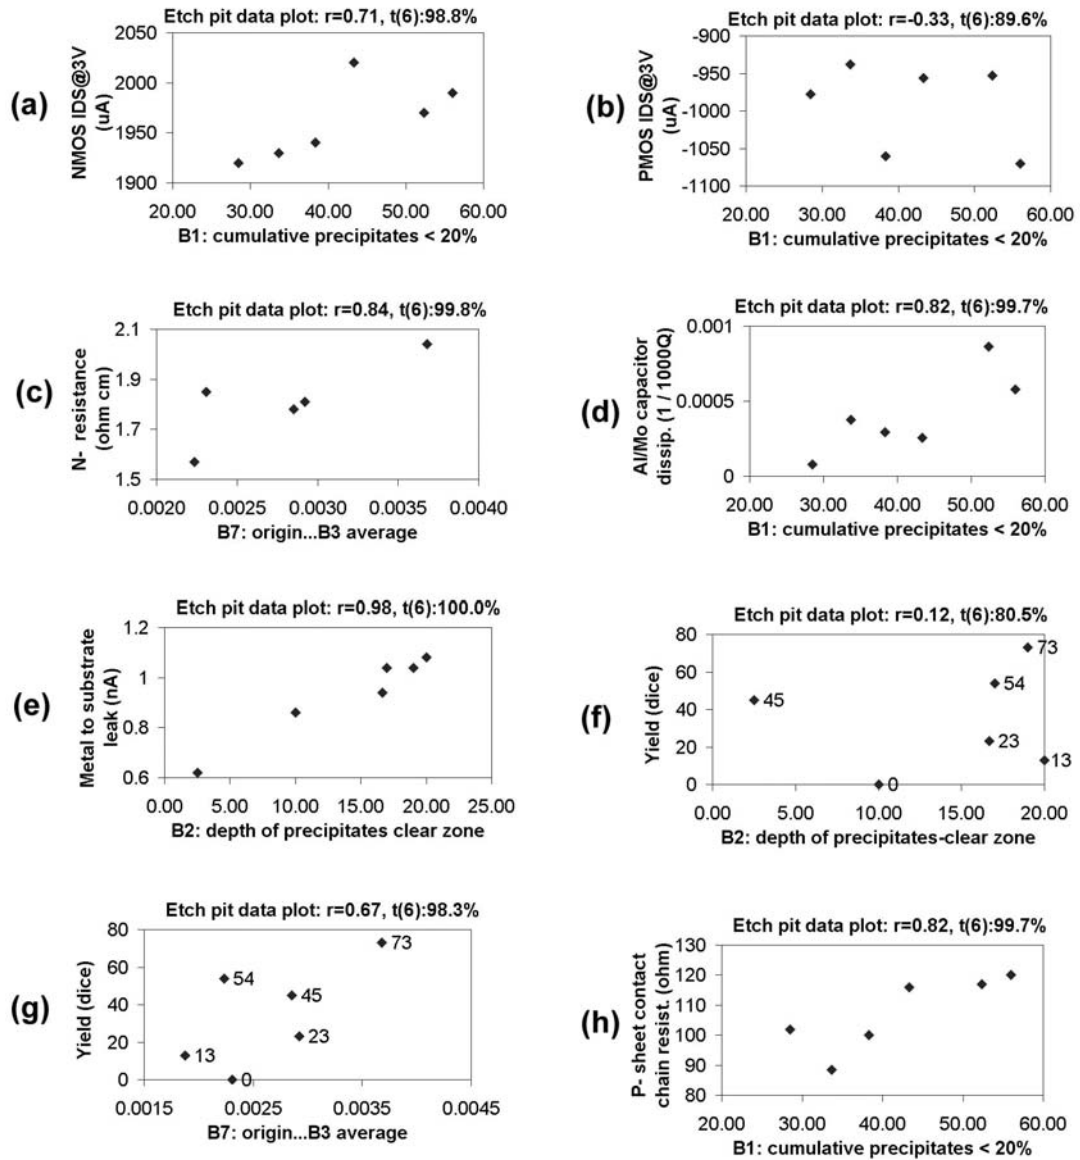 Etch pit data plot: r=0.71, t(6):98.8%
(a)
NMOS IDS@3V
(uA)
2050
2000
1950
1900
20.00 30.00 40.00 50.00 60.00
B1: cumulative precipitates < 20%
Etch pit data plot: r=-0.33, t(6):89.6%
(b)
PMOS IDS@3V
(uA)
-900
-950
-1000
-1050
-1100
20.00 30.00 40.00 50.00 60.00
B1: cumulative precipitates < 20%
Etch pit data plot: r=0.84, t(6):99.8%
(c)
N- resistance
(ohm cm)
2.1
1.9
1.7
1.5
0.0020 0.0025 0.0030 0.0035 0.0040
B7: origin...B3 average
Etch pit data plot: r=0.82, t(6):99.7%
(d)
Al/Mo capacitor
dissip. (1 / 1000Q)
0.001
0.0005
0
20.00 30.00 40.00 50.00 60.00
B1: cumulative precipitates < 20%
Etch pit data plot: r=0.98, t(6):100.0%
(e)
Metal to substrate
leak (nA)
1.2
1
0.8
0.6
0.00 5.00 10.00 15.00 20.00 25.00
B2: depth of precipitates clear zone
Etch pit data plot: r=0.12, t(6):80.5%
(f)
Yield (dice)
80
60
40
20
0
73
54
45
23
13
0
0.00 5.00 10.00 15.00 20.00
B2: depth of precipitates-clear zone
Etch pit data plot: r=0.67, t(6):98.3%
(g)
Yield (dice)
80
60
40
20
0
73
54
45
23
13
0
0.0015 0.0025 0.0035 0.0045
B7: origin...B3 average
Etch pit data plot: r=0.82, t(6):99.7%
(h)
P- sheet contact
chain resist. (ohm)
130
120
110
100
90
80
20.00 30.00 40.00 50.00 60.00
B1: cumulative precipitates < 20%